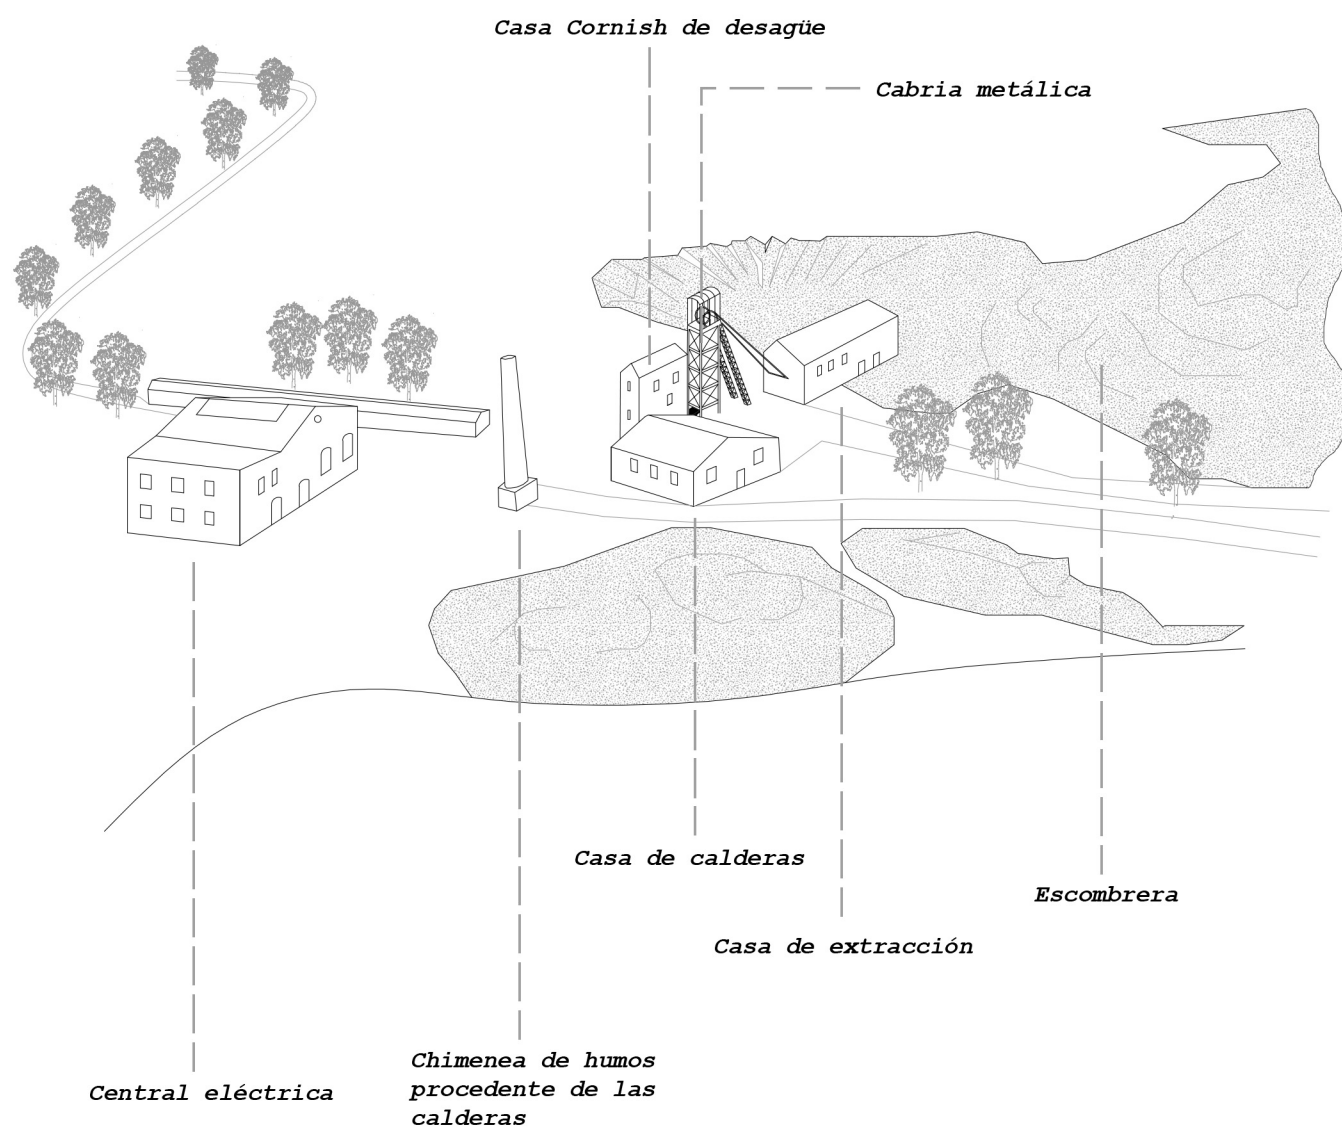 Casa Cornish de desagüe
Cabria metálica
Casa de calderas
Escombrera
Casa de extracción
Chimenea de humos
procedente de las
calderas
Central eléctrica